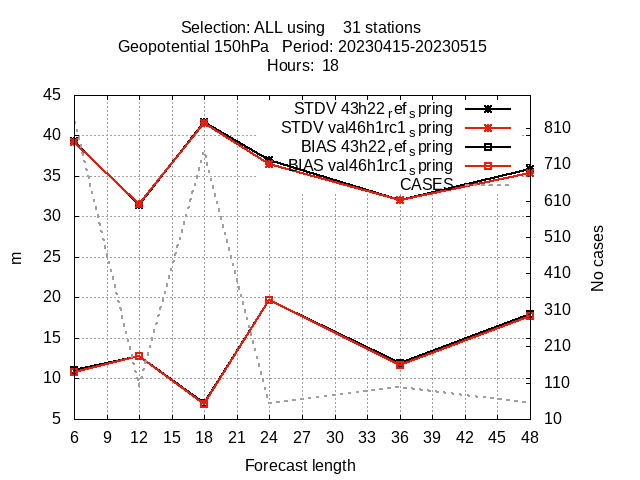 Selection: ALL using    31 stations
Geopotential 150hPa   Period: 20230415-20230515
Hours:  18
STDV 43h22_ref_spring
STDV val46h1rc1_spring
BIAS 43h22_ref_spring
BIAS val46h1rc1_spring
CASES
45
40
35
30
25
20
15
10
5
m
810
710
610
510
410
310
210
110
10
No cases
6 9 12 15 18 21 24 27 30 33 36 39 42 45 48
Forecast length